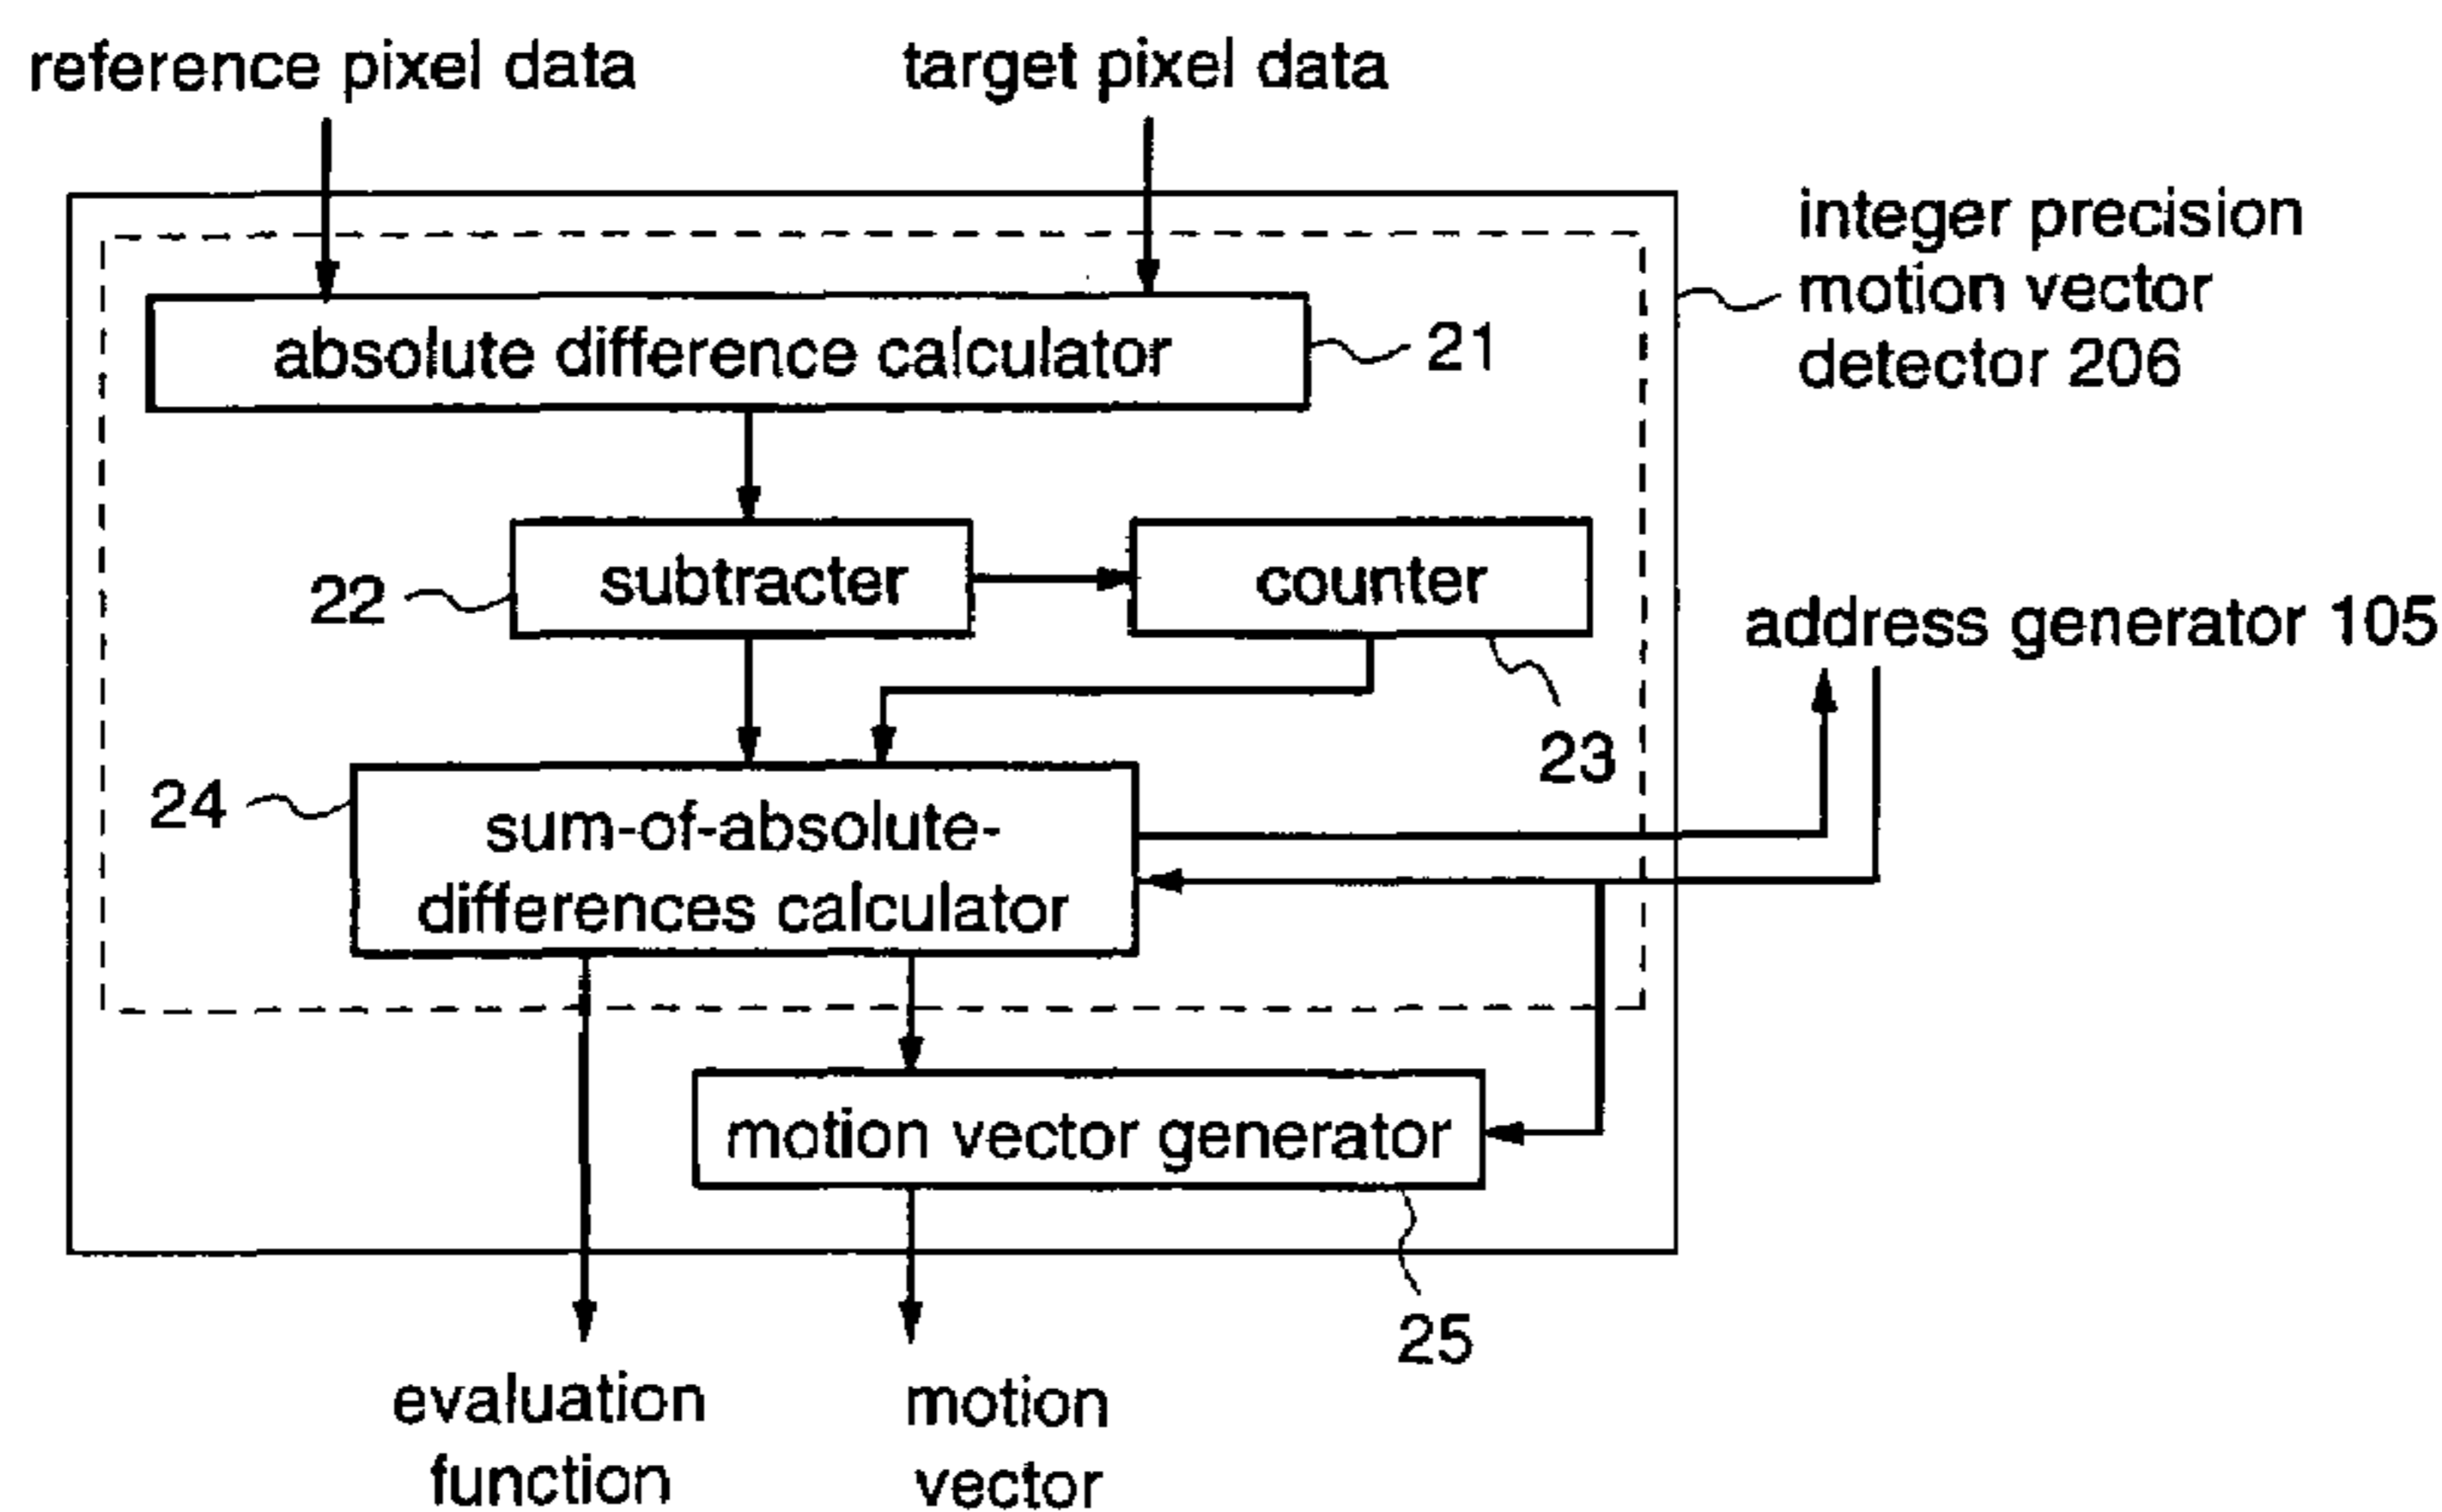 reference pixel data
target pixel data
integer precision
motion vector
detector 206
absolute difference calculator
21
subtracter
counter
22
address generator 105
23
24
sum-of-absolute-
differences calculator
motion vector generator
25
evaluation
function
motion
vector